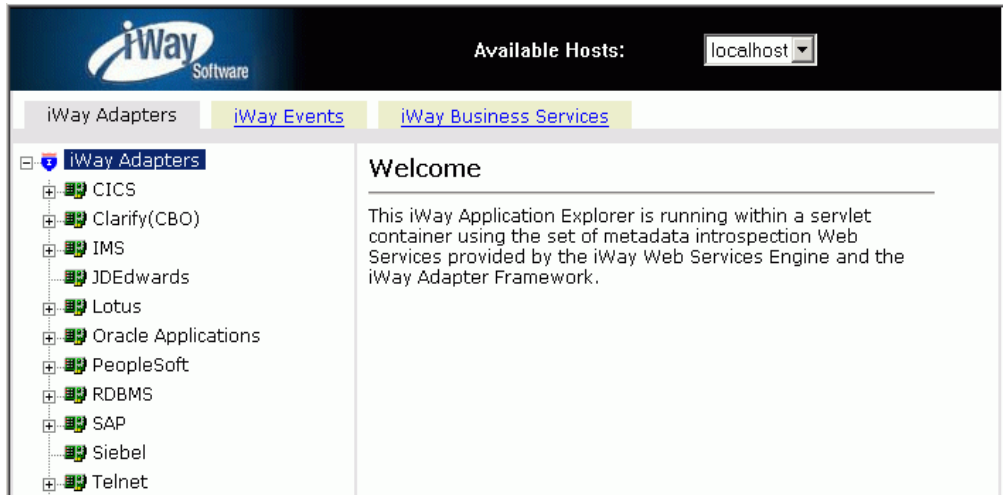 iWay
Software
Available Hosts:
localhost
iWay Adapters
iWay Events
iWay Business Services
iWay Adapters
CICS
Clarify(CBO)
IMS
JDEdwards
Lotus
Oracle Applications
PeopleSoft
RDBMS
SAP
Siebel
Telnet
Welcome
This iWay Application Explorer is running within a servlet
container using the set of metadata introspection Web
Services provided by the iWay Web Services Engine and the
iWay Adapter Framework.